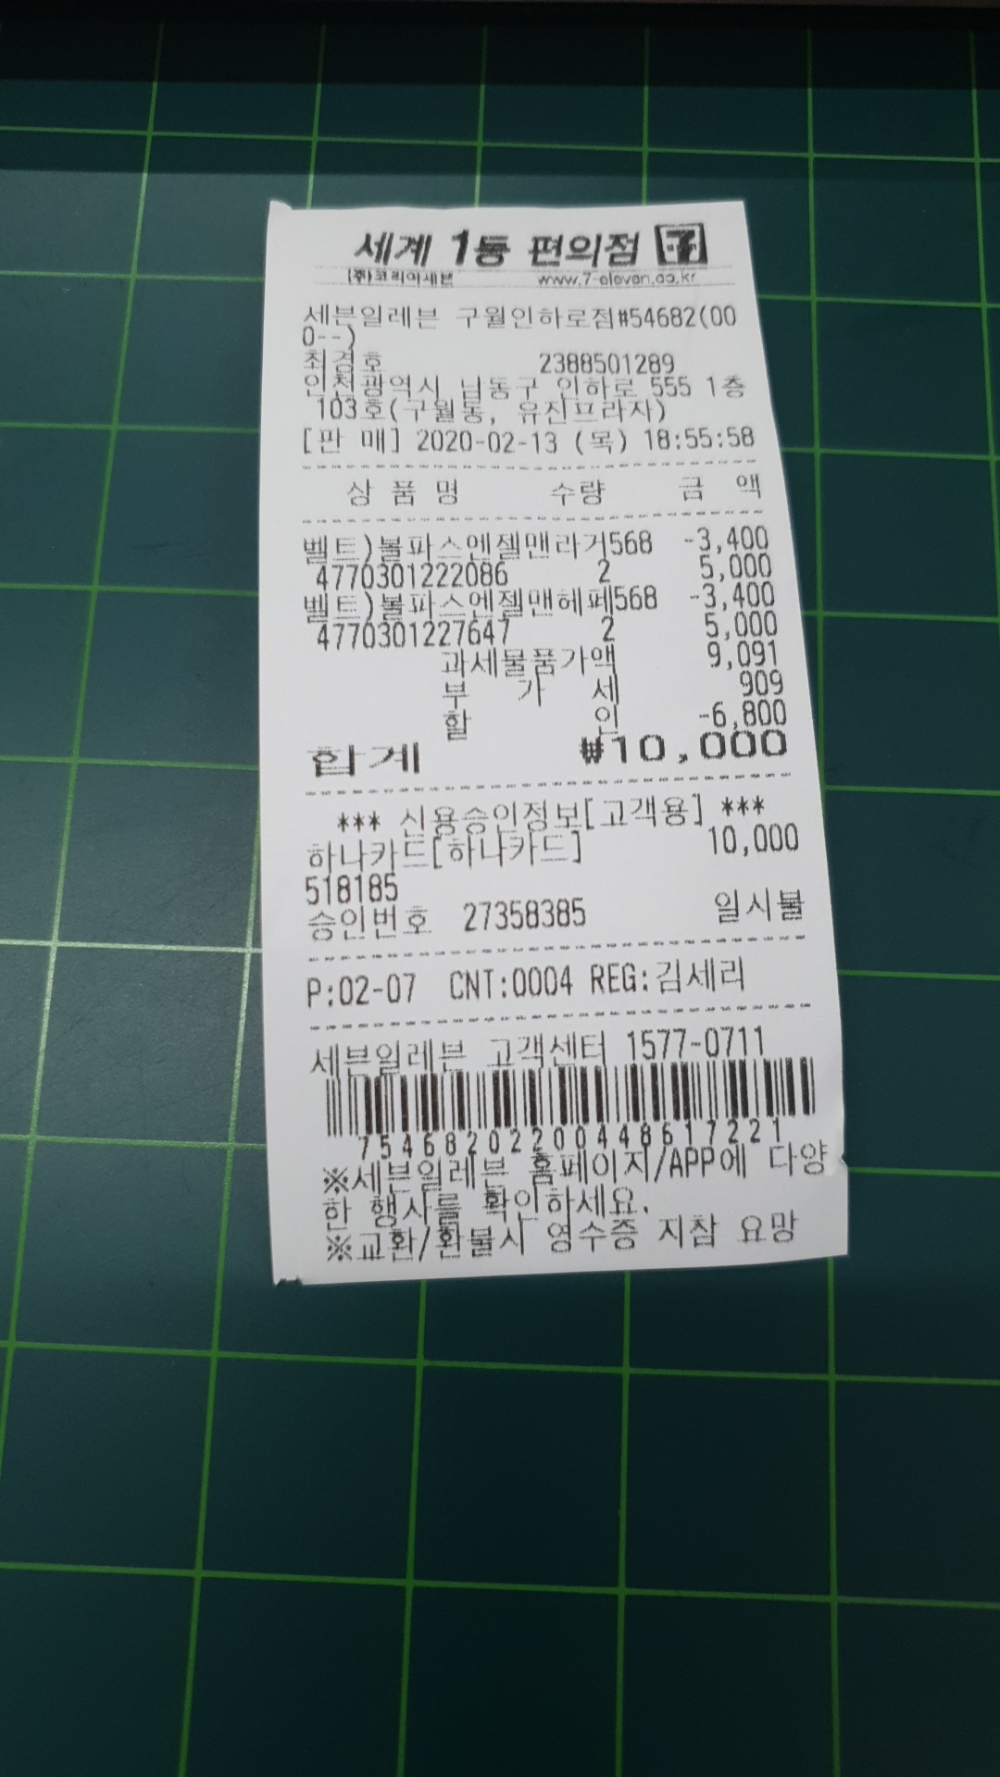 세계 1등 편의점 7
(주)코리아세븐 www.7-eleven.co.kr
세븐일레븐 구월인하로점#54682(00
0--)
최경호 2388501289
인천광역시 남동구 인하로 555 1층
103호(구월동, 유진프라자)
[판 매] 2020-02-13 (목) 18:55:58
상 품 명 수량 금 액
벨트)볼파스엔젤맨라거568 -3,400
4770301222086 2 5,000
벨트)볼파스엔젤맨헤페568 -3,400
4770301227647 2 5,000
과세물품가액 9,091
부 가 세 909
할 인 -6,800
합계 ₩10,000
*** 신용승인정보[고객용] ***
하나카드[하나카드] 10,000
518185
승인번호 27358385 일시불
P:02-07 CNT:0004 REG:김세리
세븐일레븐 고객센터 1577-0711
75468202200448617221
※세븐일레븐 홈페이지/APP에 다양
한 행사를 확인하세요.
※교환/환불시 영수증 지참 요망